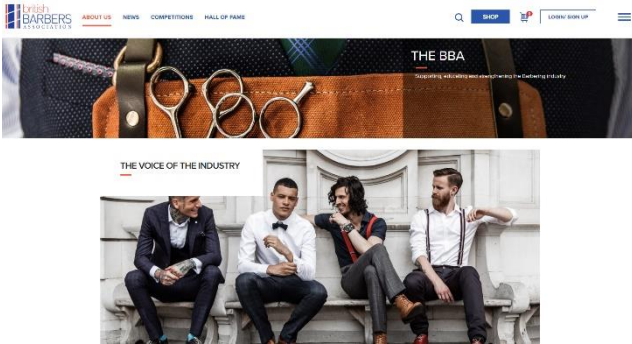 british
BARBERS
ASSOCIATION
ABOUT US
NEWS
COMPETITIONS
HALL OF FAME
SHOP
LOGIN/ SIGN UP
THE BBA
Supporting, educating and strengthening the Barbering industry
THE VOICE OF THE INDUSTRY